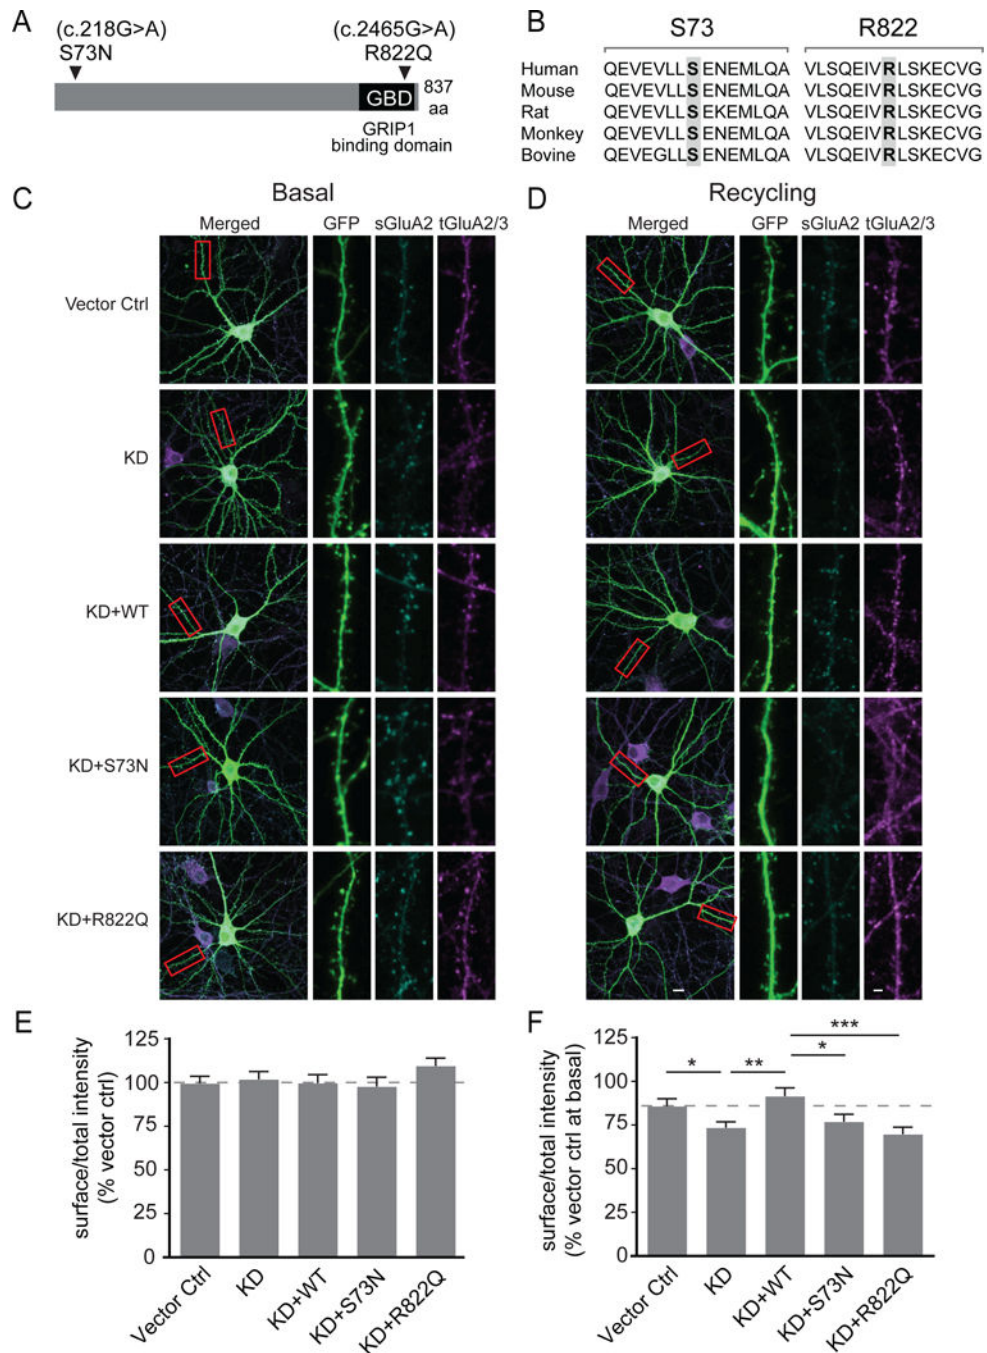 A
(c.218G>A)
S73N
(c.2465G>A)
R822Q
GBD
837
aa
GRIP1
binding domain
B
S73
R822
Human QEVEVLLSENEMLQA VLSQEIVRLSKECVG
Mouse QEVEVLLSENEMLQA VLSQEIVRLSKECVG
Rat QEVEVLLSEKEMLQA VLSQEIVRLSKECVG
Monkey QEVEVLLSENEMLQA VLSQEIVRLSKECVG
Bovine QEVEGLLSENEMLQA VLSQEIVRLSKECVG
C
Basal
Merged GFP sGluA2 tGluA2/3
Vector Ctrl
KD
KD+WT
KD+S73N
KD+R822Q
D
Recycling
Merged GFP sGluA2 tGluA2/3
E
surface/total intensity
(% vector ctrl)
125
100
75
50
25
0
Vector Ctrl
KD
KD+WT
KD+S73N
KD+R822Q
F
surface/total intensity
(% vector ctrl at basal)
125
100
75
50
25
0
***
*
* **
Vector Ctrl
KD
KD+WT
KD+S73N
KD+R822Q